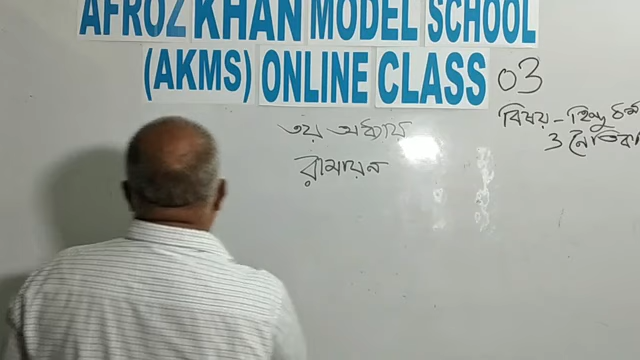 AFROZ KHAN MODEL SCHOOL
(AKMS) ONLINE CLASS
03
৩য় অধ্যায়
রামায়ন
বিষয় - হিন্দু
ও নৈতিক